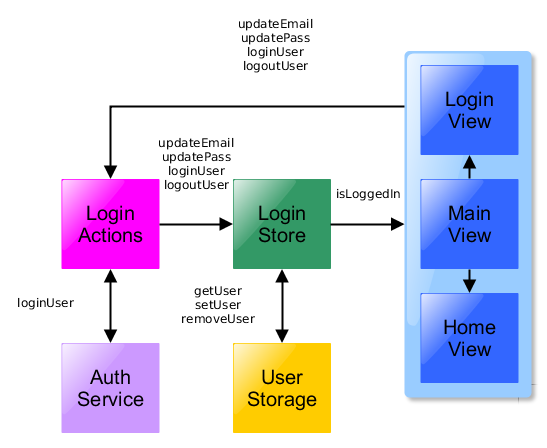 updateEmail
updatePass
loginUser
logoutUser
Login
View
updateEmail
updatePass
loginUser
logoutUser
Login
Actions
Login
Store
isLoggedIn
Main
View
loginUser
getUser
setUser
removeUser
Home
View
Auth
Service
User
Storage